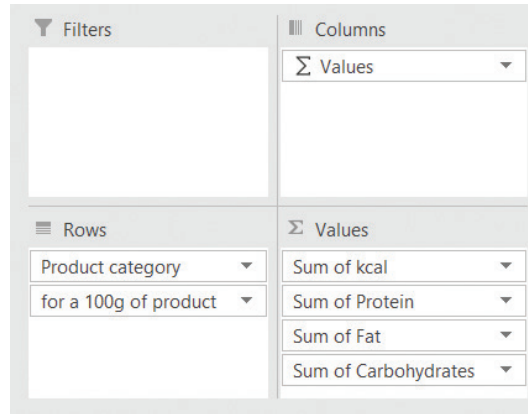 Filters
Columns
Σ Values
Rows
Product category
for a 100g of product
Σ Values
Sum of kcal
Sum of Protein
Sum of Fat
Sum of Carbohydrates